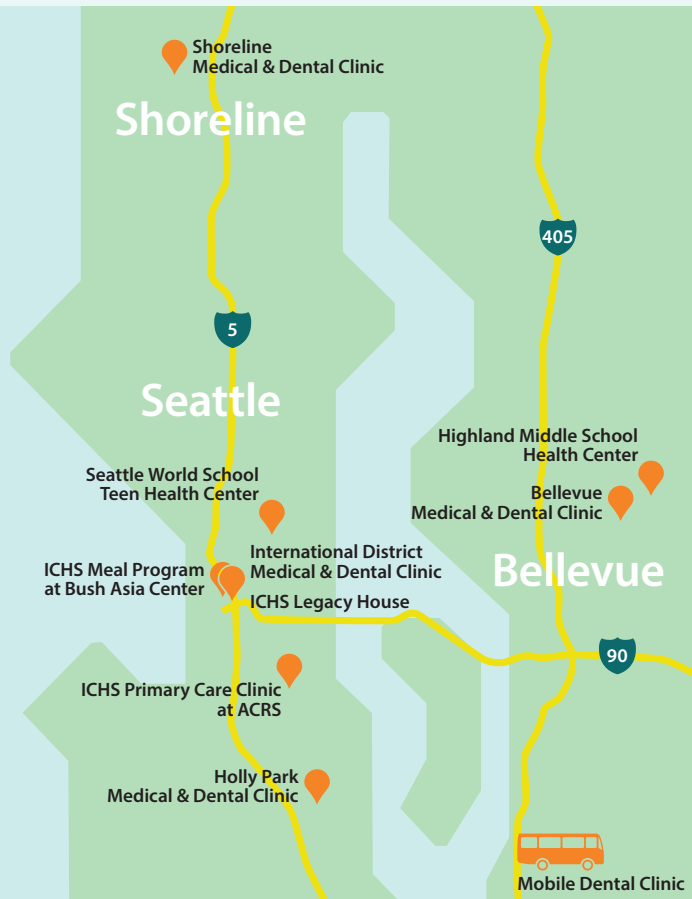 Shoreline
Medical & Dental Clinic
Shoreline
405
5
Seattle
Highland Middle School
Health Center
Seattle World School
Teen Health Center
Bellevue
Medical & Dental Clinic
International District
Medical & Dental Clinic
ICHS Meal Program
at Bush Asia Center
Bellevue
ICHS Legacy House
90
ICHS Primary Care Clinic
at ACRS
Holly Park
Medical & Dental Clinic
Mobile Dental Clinic